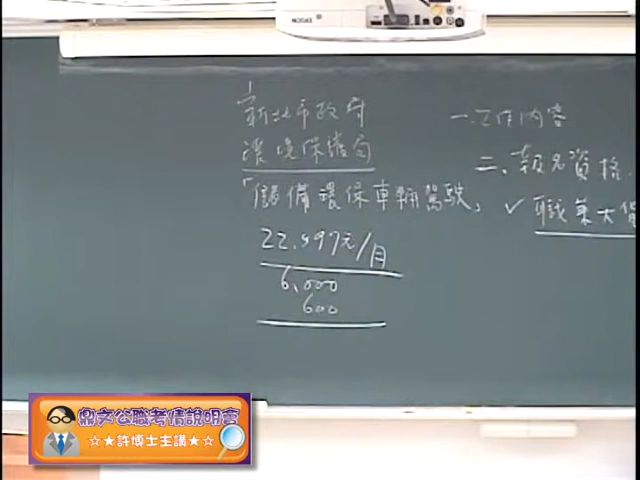 EPSON
新北市政府
環境保護局
「儲備環保車輛駕駛」
22,597元/月
6,000
600
一、工作內容
二、報名資格
✓ 職業大貨
鼎文公職考情說明會
☆★許博士主講★☆